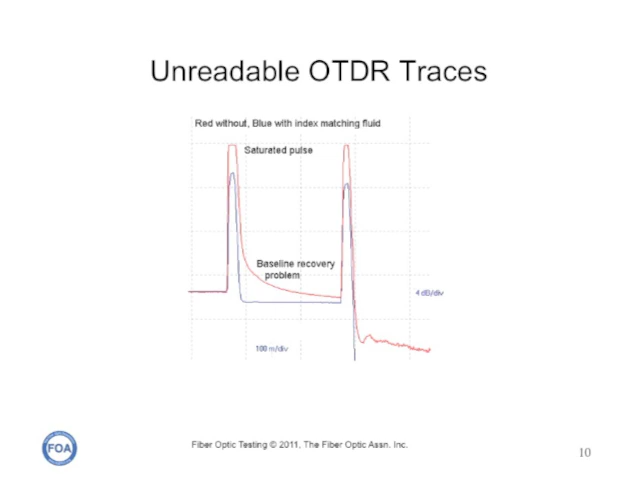 Unreadable OTDR Traces
Red without, Blue with index matching fluid
Saturated pulse
Baseline recovery
problem
4 dB/div
100 m/div
FOA
Fiber Optic Testing © 2011, The Fiber Optic Assn. Inc.
10